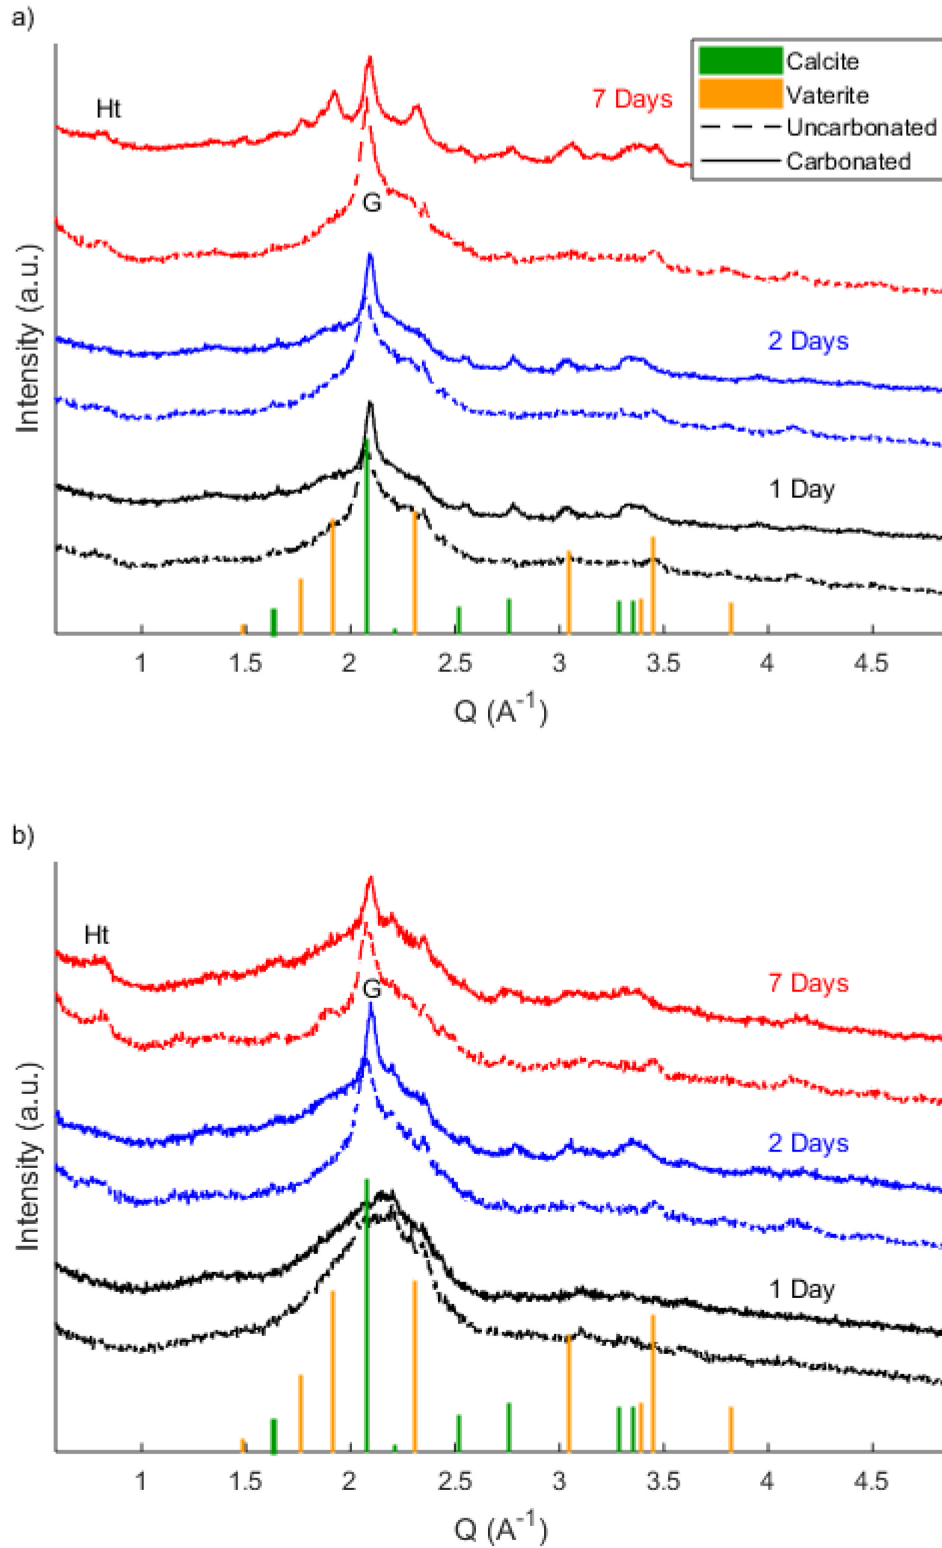 a)
Ht
7 Days
Calcite
Vaterite
Uncarbonated
Carbonated
G
2 Days
1 Day
Intensity (a.u.)
1 1.5 2 2.5 3 3.5 4 4.5
Q (A⁻¹)
b)
Ht
7 Days
G
2 Days
1 Day
Intensity (a.u.)
1 1.5 2 2.5 3 3.5 4 4.5
Q (A⁻¹)